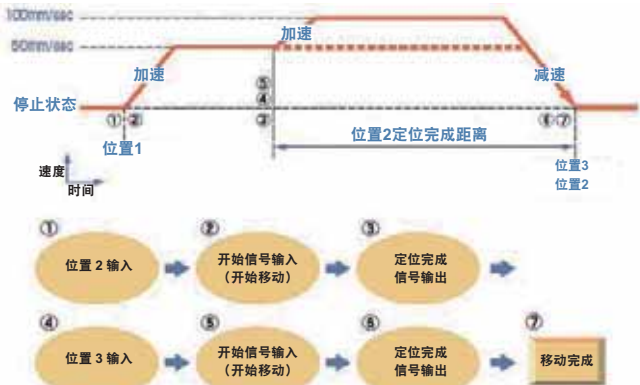 100mm/sec
50mm/sec
加速
加速
减速
停止状态
⑤
④
①
②
③
⑥⑦
位置1
位置2定位完成距离
位置3
位置2
速度
时间
①
②
③
位置 2 输入
开始信号输入
（开始移动）
定位完成
信号输出
④
⑤
⑥
⑦
位置 3 输入
开始信号输入
（开始移动）
定位完成
信号输出
移动完成